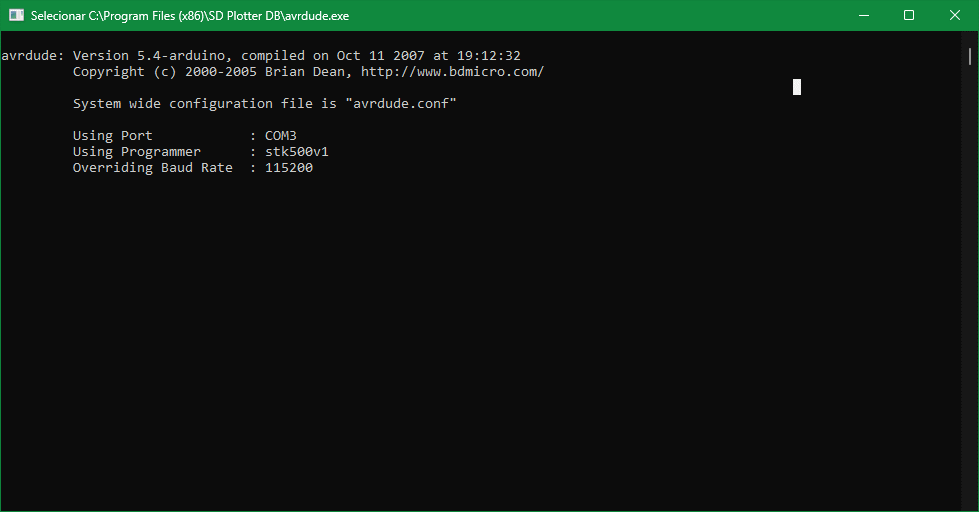 Selecionar C:\Program Files (x86)\SD Plotter DB\avrdude.exe
avrdude: Version 5.4-arduino, compiled on Oct 11 2007 at 19:12:32
Copyright (c) 2000-2005 Brian Dean, http://www.bdmicro.com/
System wide configuration file is "avrdude.conf"
Using Port : COM3
Using Programmer : stk500v1
Overriding Baud Rate : 115200